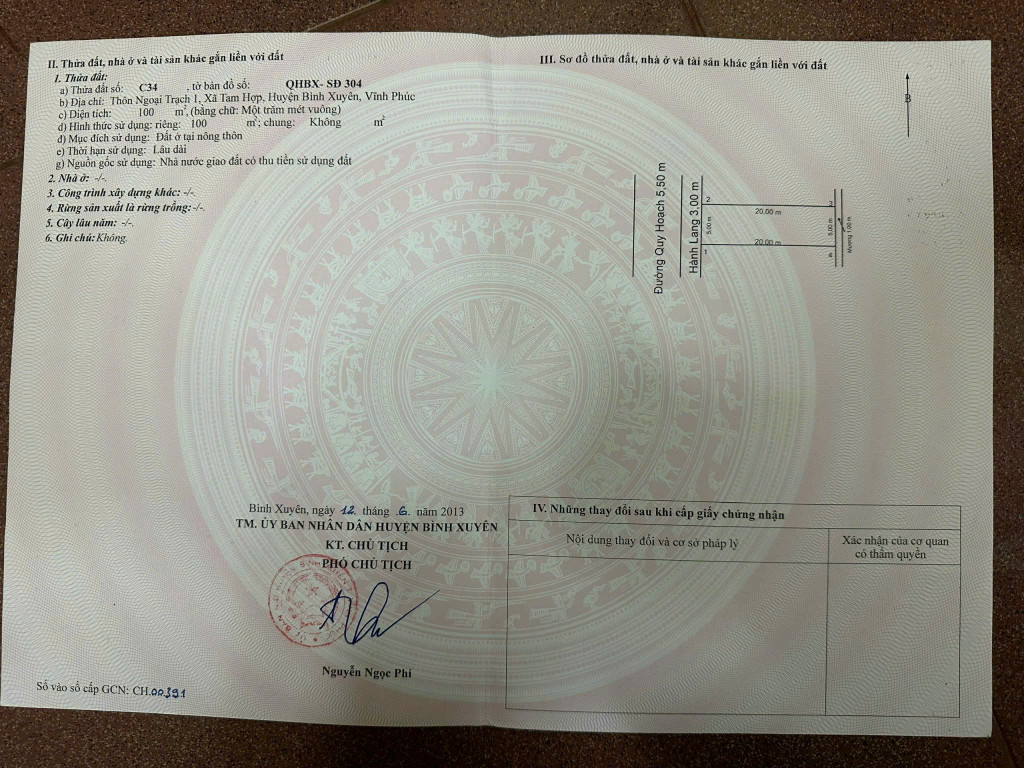 II. Thửa đất, nhà ở và tài sản khác gắn liền với đất
1. Thửa đất:
a) Thửa đất số: C34 , tờ bản đồ số: QHBX- SĐ 304
b) Địa chỉ: Thôn Ngoại Trạch 1, Xã Tam Hợp, Huyện Bình Xuyên, Vĩnh Phúc
c) Diện tích: 100 m², (bằng chữ: Một trăm mét vuông)
d) Hình thức sử dụng: riêng: 100 m²; chung: Không m²
đ) Mục đích sử dụng: Đất ở tại nông thôn
e) Thời hạn sử dụng: Lâu dài
g) Nguồn gốc sử dụng: Nhà nước giao đất có thu tiền sử dụng đất
2. Nhà ở: -/-.
3. Công trình xây dựng khác: -/-.
4. Rừng sản xuất là rừng trồng: -/-.
5. Cây lâu năm: -/-.
6. Ghi chú: Không.
Bình Xuyên, ngày 12 tháng 6 năm 2013
TM. ỦY BAN NHÂN DÂN HUYỆN BÌNH XUYÊN
KT. CHỦ TỊCH
PHÓ CHỦ TỊCH
Nguyễn Ngọc Phi
Số vào sổ cấp GCN: CH.00391
III. Sơ đồ thửa đất, nhà ở và tài sản khác gắn liền với đất
B
Đường Quy Hoach 5,50 m
Hành Lang 3,00 m
2
3
20.00 m
5.00 m
5.00 m
Mương 1.00 m
20.00 m
1
4
IV. Những thay đổi sau khi cấp giấy chứng nhận
Nội dung thay đổi và cơ sở pháp lý
Xác nhận của cơ quan
có thẩm quyền